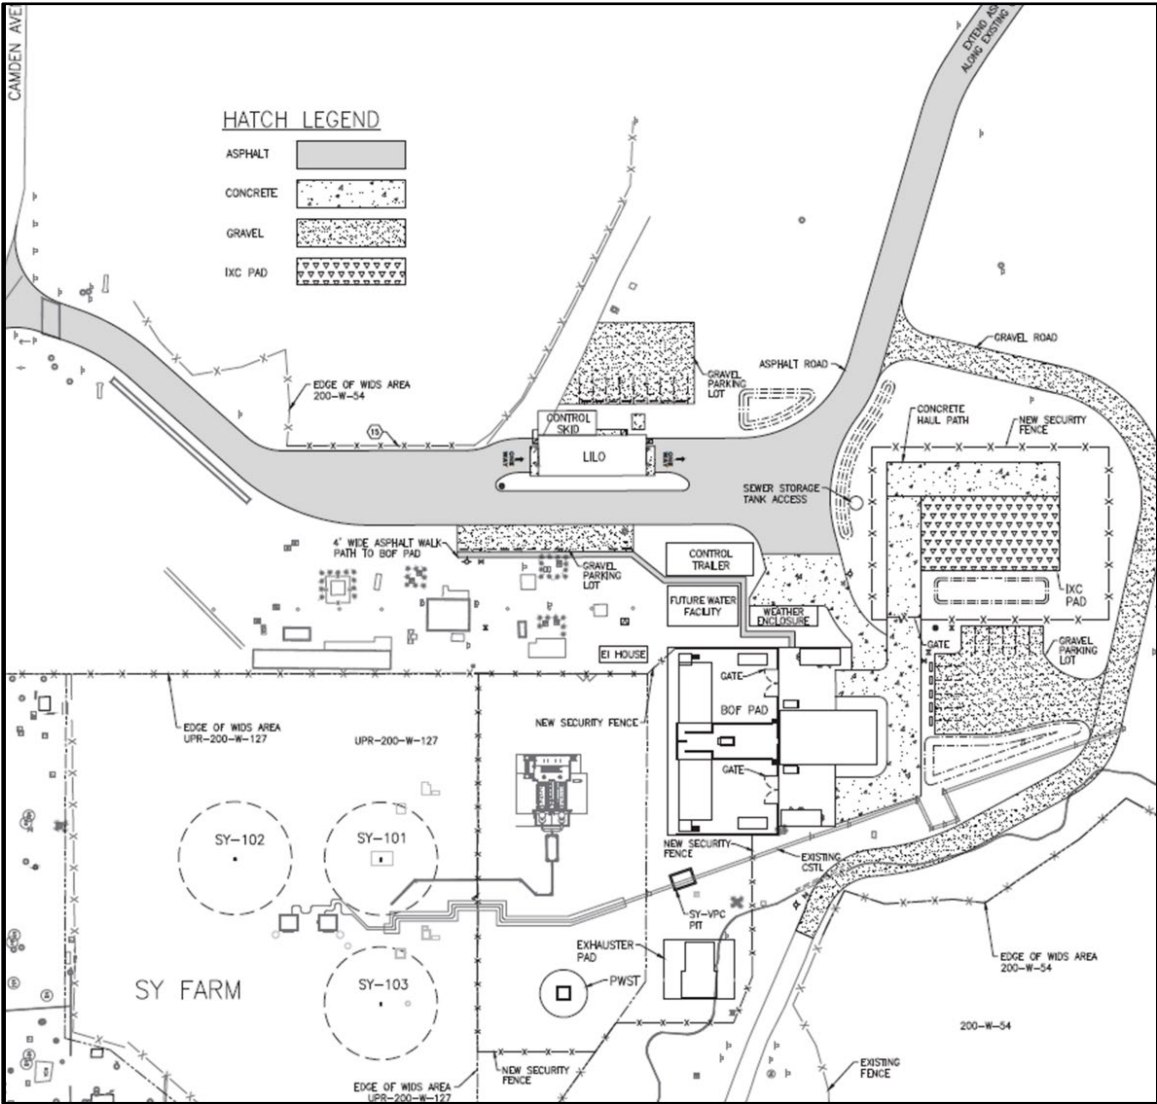 CAMDEN AVE
EXTEND AS
ALONG EXISTING
HATCH LEGEND
ASPHALT
CONCRETE
GRAVEL
IXC PAD
GRAVEL ROAD
ASPHALT ROAD
GRAVEL
PARKING
LOT
EDGE OF WIDS AREA
200-W-54
CONCRETE
HAUL PATH
NEW SECURITY
FENCE
15
CONTROL
SKID
LILO
ONE
WAY
SEWER STORAGE
TANK ACCESS
4' WIDE ASPHALT WALK
PATH TO BOF PAD
GRAVEL
PARKING
LOT
CONTROL
TRAILER
FUTURE WATER
FACILITY
WEATHER
ENCLOSURE
IXC
PAD
GATE
GRAVEL
PARKING
LOT
EI HOUSE
GATE
BOF PAD
GATE
EDGE OF WIDS AREA
UPR-200-W-127
UPR-200-W-127
NEW SECURITY FENCE
SY-102
SY-101
NEW SECURITY
FENCE
EXISTING
CSTL
SY-VPC
PIT
EXHAUSTER
PAD
PWST
SY FARM
SY-103
EDGE OF WIDS AREA
200-W-54
200-W-54
EXISTING
FENCE
NEW SECURITY
FENCE
EDGE OF WIDS AREA
UPR-200-W-127